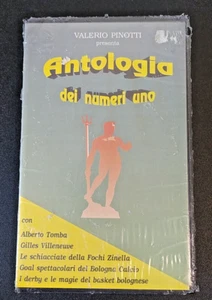 VALERIO PINOTTI
presenta
Antologia
dei numeri uno
con
Alberto Tomba
Gilles Villeneuve
Le schiacciate della Fochi Zinella
Goal spettacolari del Bologna Calcio
I derby e le magie del basket bolognese